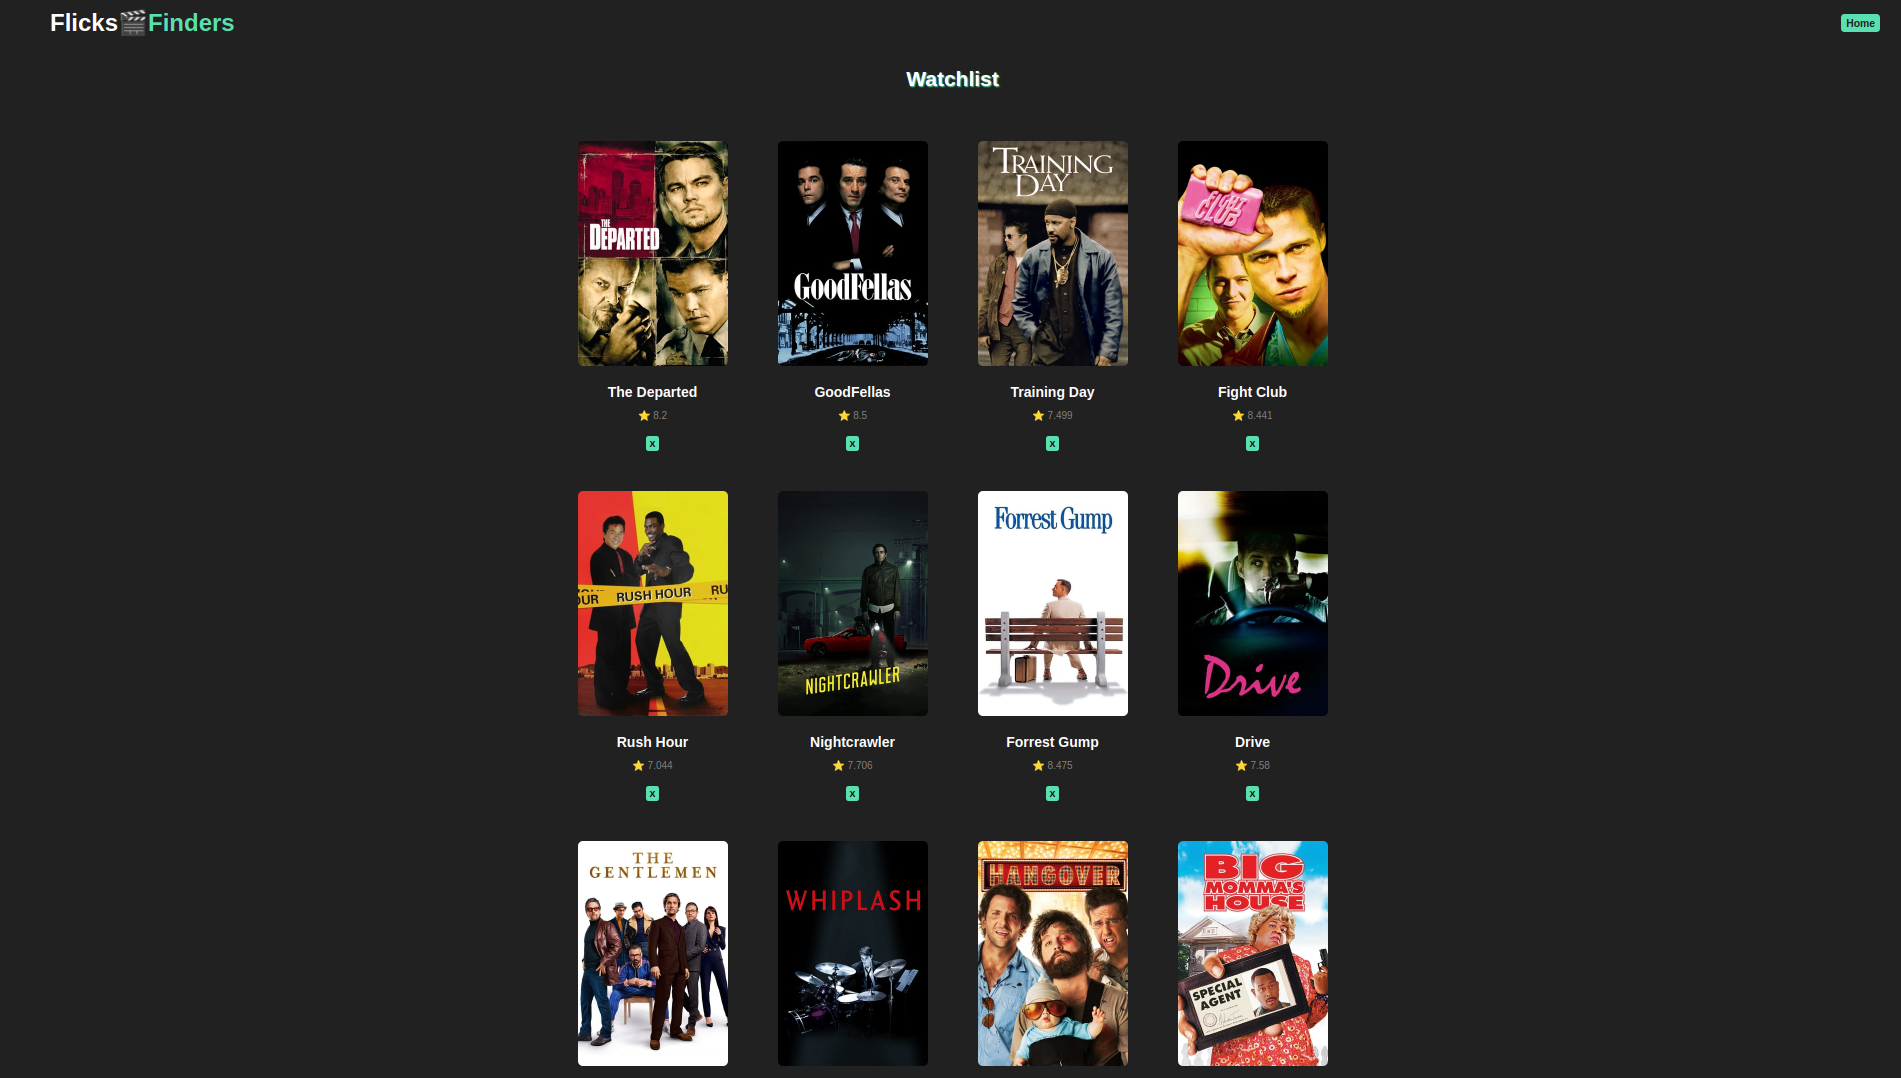 Flicks🎬Finders
Home
Watchlist
THE
DEPARTED
GOODFELLAS
TRAINING
DAY
FIGHT
CLUB
The Departed
GoodFellas
Training Day
Fight Club
⭐ 8.2
⭐ 8.5
⭐ 7.499
⭐ 8.441
x
x
x
x
OUR RUSH HOUR RU
NIGHTCRAWLER
Forrest Gump
Drive
Rush Hour
Nightcrawler
Forrest Gump
Drive
⭐ 7.044
⭐ 7.706
⭐ 8.475
⭐ 7.58
x
x
x
x
THE
GENTLEMEN
WHIPLASH
HANGOVER
BIG
MOMMA'S
HOUSE
SPECIAL
AGENT